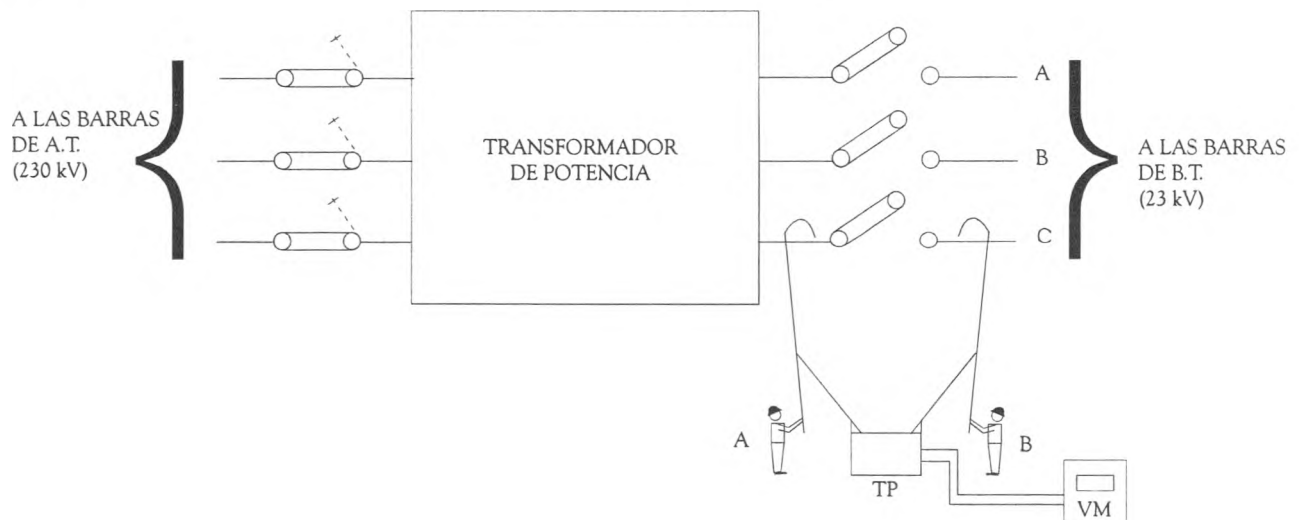 A LAS BARRAS
DE A.T.
(230 kV)
TRANSFORMADOR
DE POTENCIA
A
B
C
A LAS BARRAS
DE B.T.
(23 kV)
A
B
TP
VM